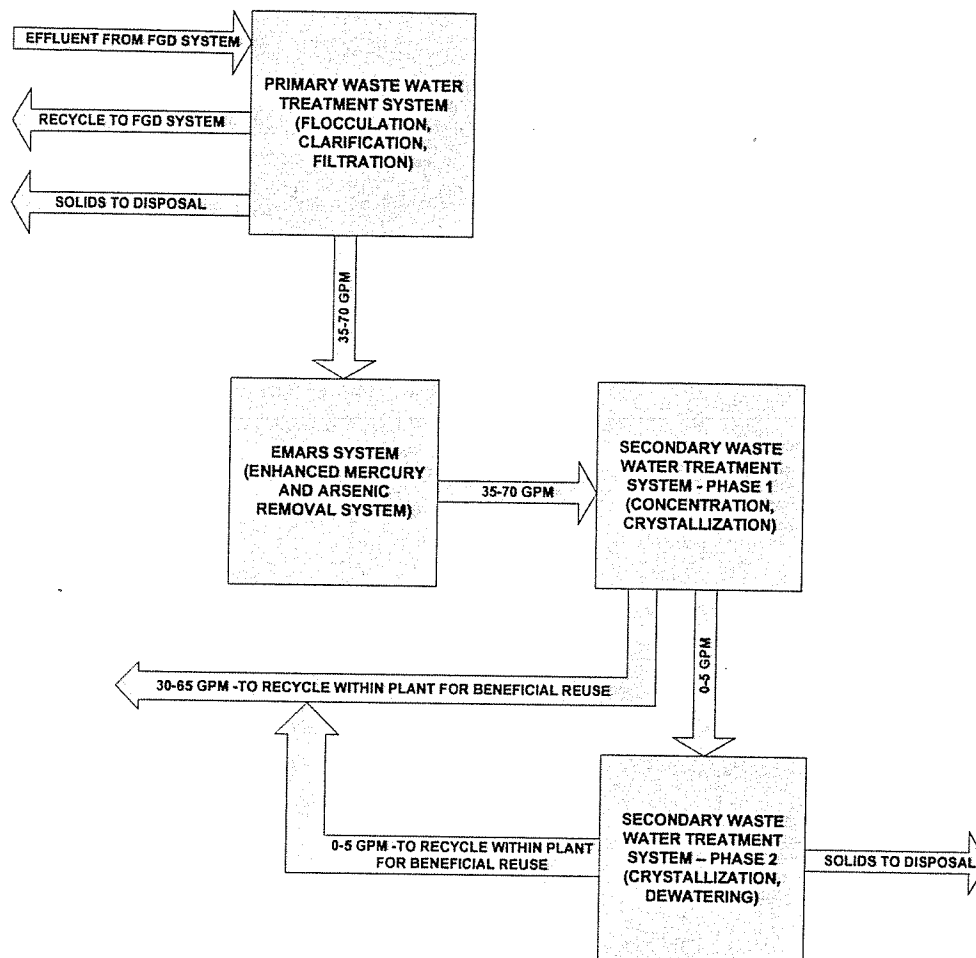 EFFLUENT FROM FGD SYSTEM
PRIMARY WASTE WATER
TREATMENT SYSTEM
(FLOCCULATION,
CLARIFICATION,
FILTRATION)
RECYCLE TO FGD SYSTEM
SOLIDS TO DISPOSAL
35-70 GPM
EMARS SYSTEM
(ENHANCED MERCURY
AND ARSENIC
REMOVAL SYSTEM)
35-70 GPM
SECONDARY WASTE
WATER TREATMENT
SYSTEM - PHASE 1
(CONCENTRATION,
CRYSTALLIZATION)
0-5 GPM
30-65 GPM -TO RECYCLE WITHIN PLANT FOR BENEFICIAL REUSE
0-5 GPM -TO RECYCLE WITHIN PLANT
FOR BENEFICIAL REUSE
SECONDARY WASTE
WATER TREATMENT
SYSTEM – PHASE 2
(CRYSTALLIZATION,
DEWATERING)
SOLIDS TO DISPOSAL